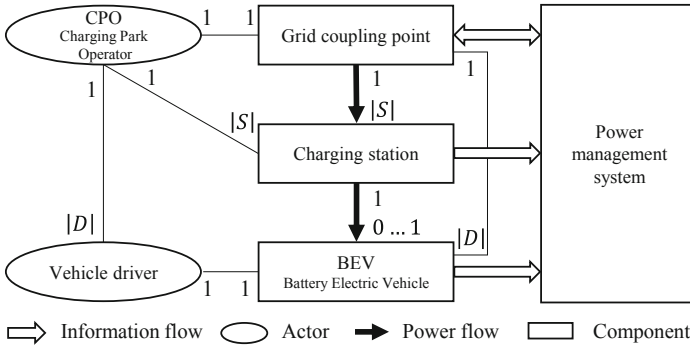 CPO
Charging Park
Operator
1
1
Grid coupling point
1
1
1
1
|S|
|S|
Charging station
Power
management
system
1
0 … 1
|D|
|D|
Vehicle driver
1
1
BEV
Battery Electric Vehicle
Information flow
Actor
Power flow
Component